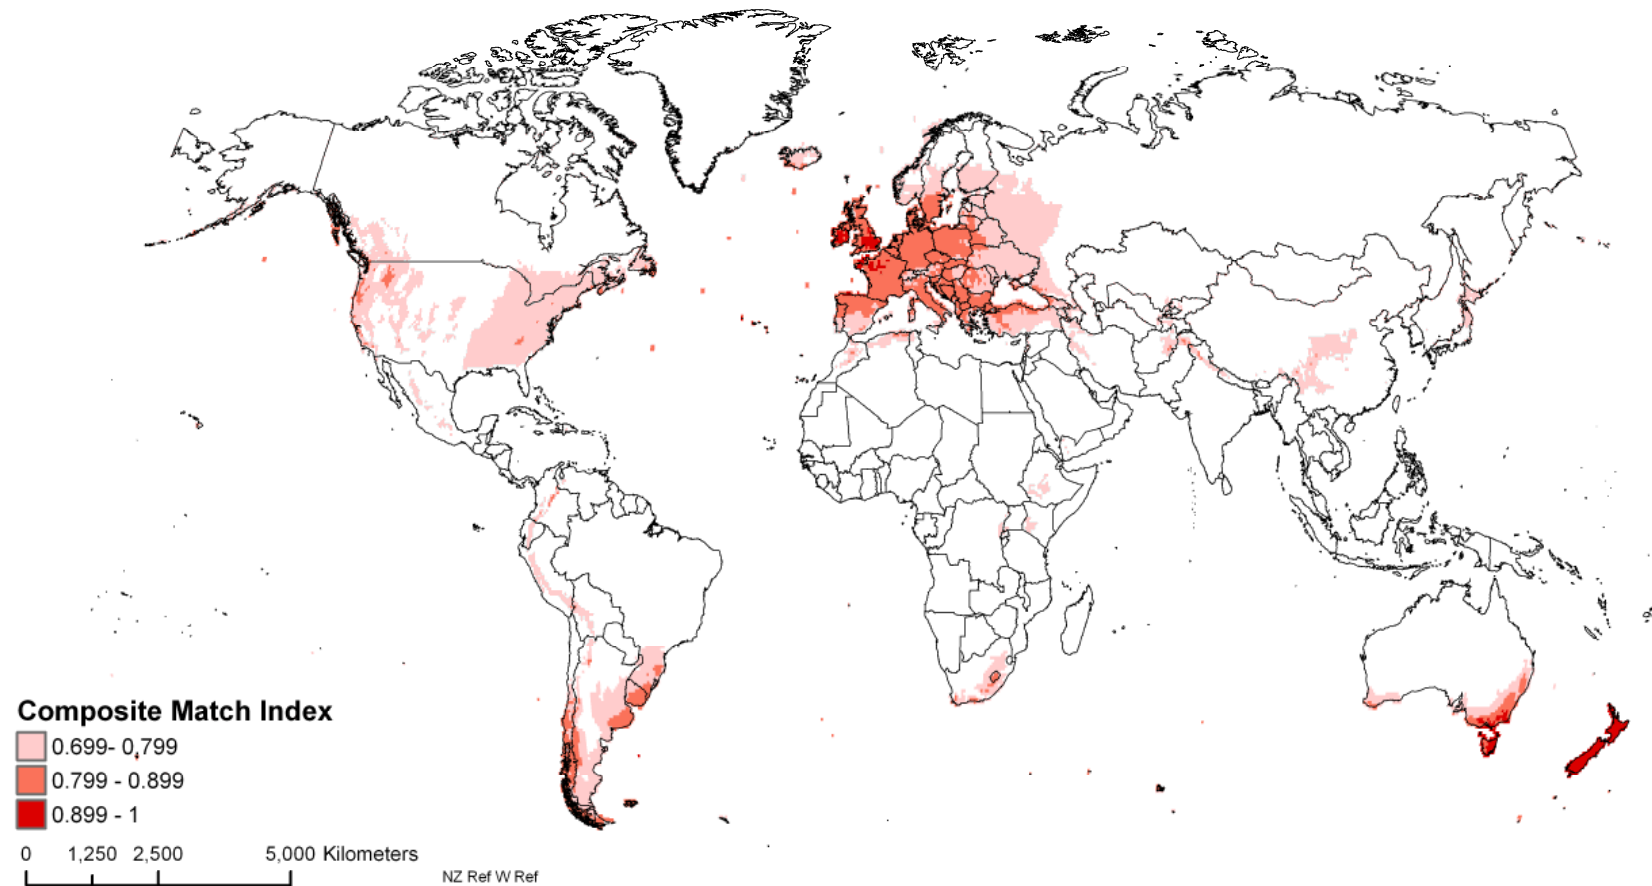 Composite Match Index
0.699- 0,799
0.799 - 0.899
0.899 - 1
0 1,250 2,500 5,000 Kilometers
NZ Ref W Ref